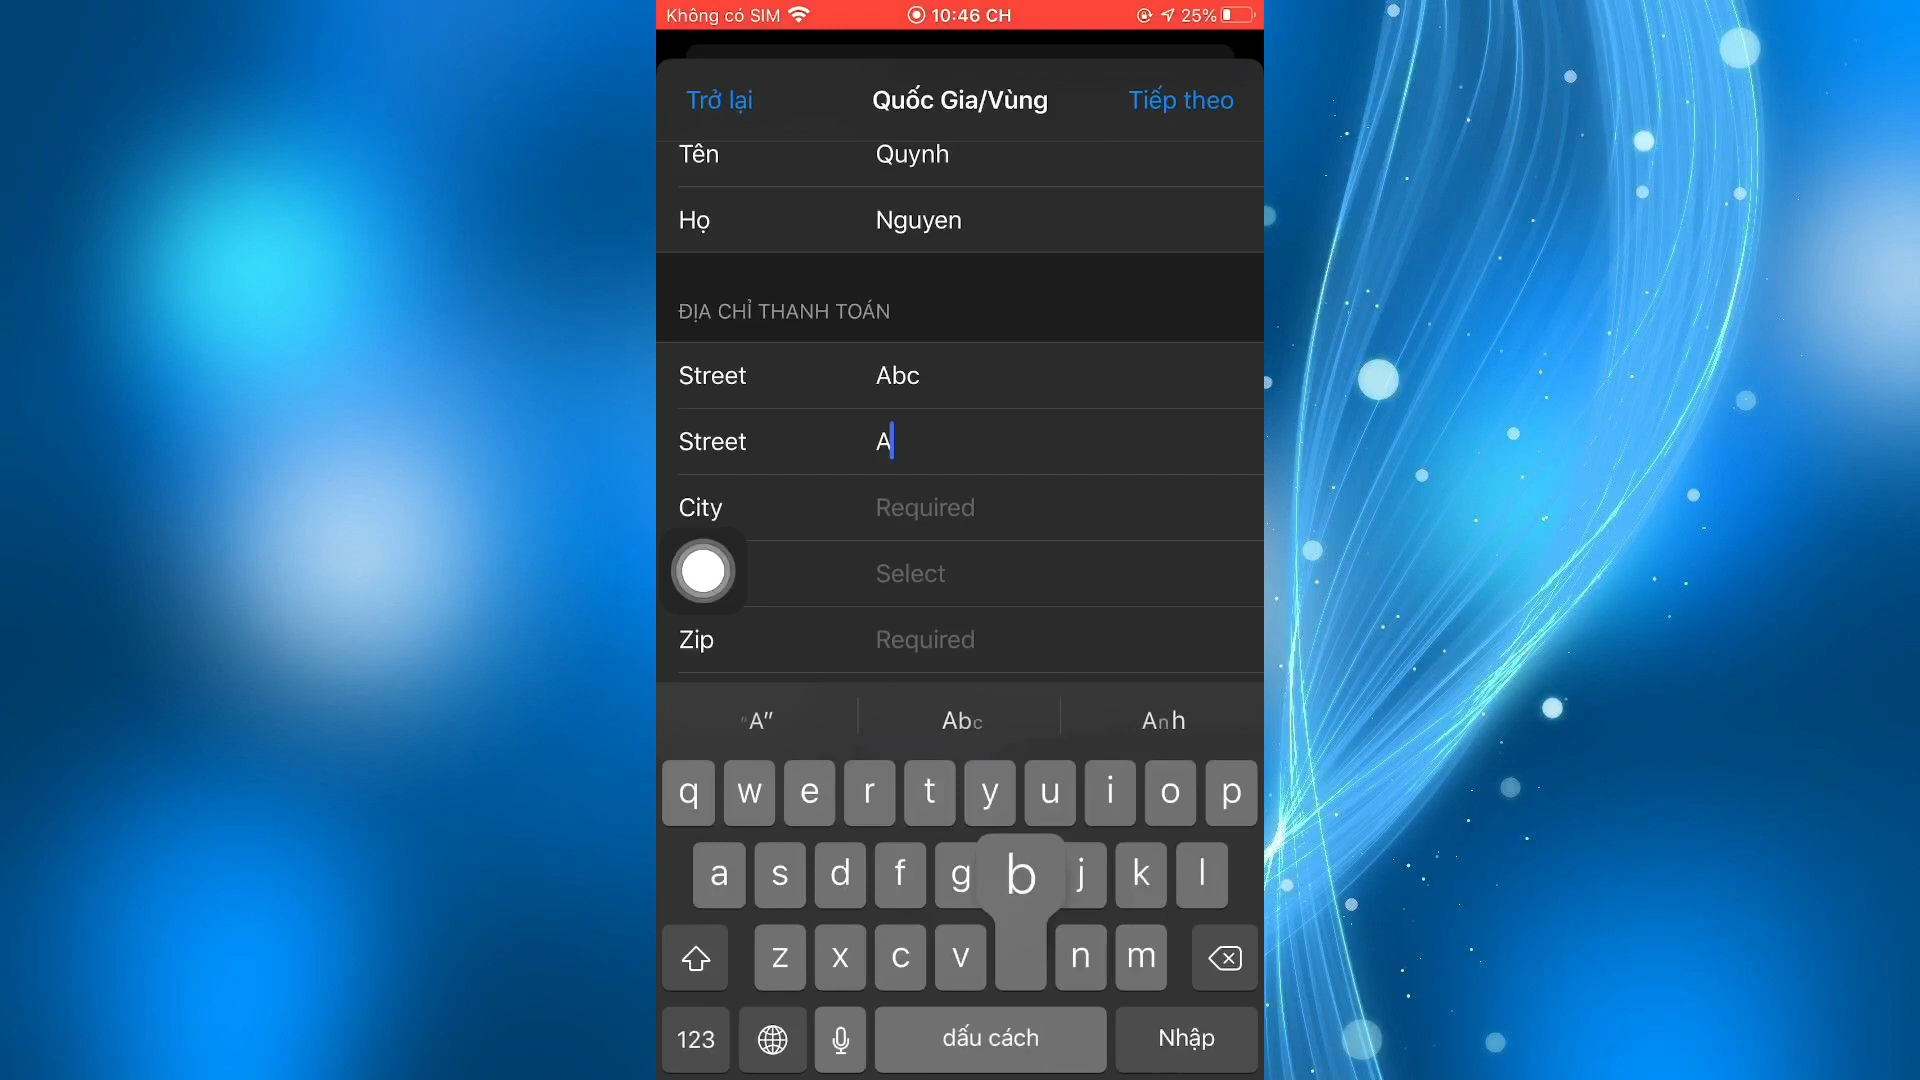 Không có SIM 10:46 CH 25%
Trở lại Quốc Gia/Vùng Tiếp theo
Tên Quynh
Họ Nguyen
ĐỊA CHỈ THANH TOÁN
Street Abc
Street A
City Required
Select
Zip Required
"A" Abc Anh
q w e r t y u i o p
a s d f g b j k l
z x c v n m
123 dấu cách Nhập